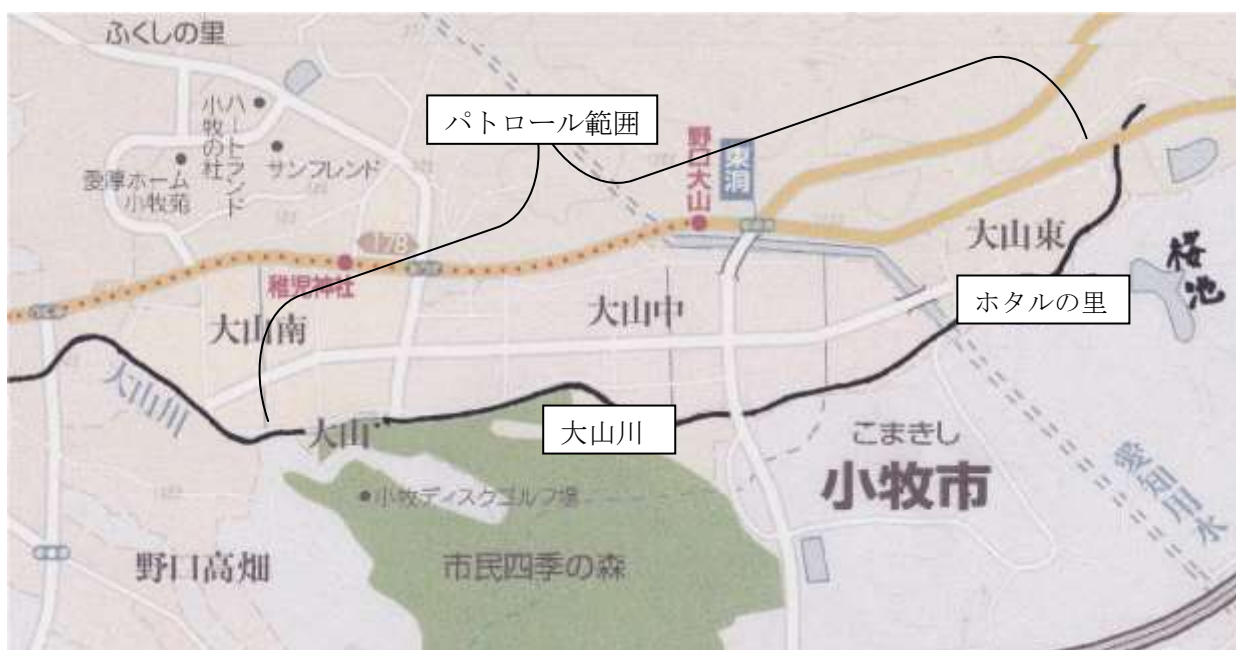 ふくしの里
ハートランド
小牧の杜
サンフレンド
愛厚ホーム
小牧苑
パトロール範囲
野口大山
東洞
178
稚児神社
大山南
大山中
大山東
桜池
ホタルの里
大山川
大山
大山川
こまきし
小牧市
愛知用水
小牧ディスクゴルフ場
野口高畑
市民四季の森